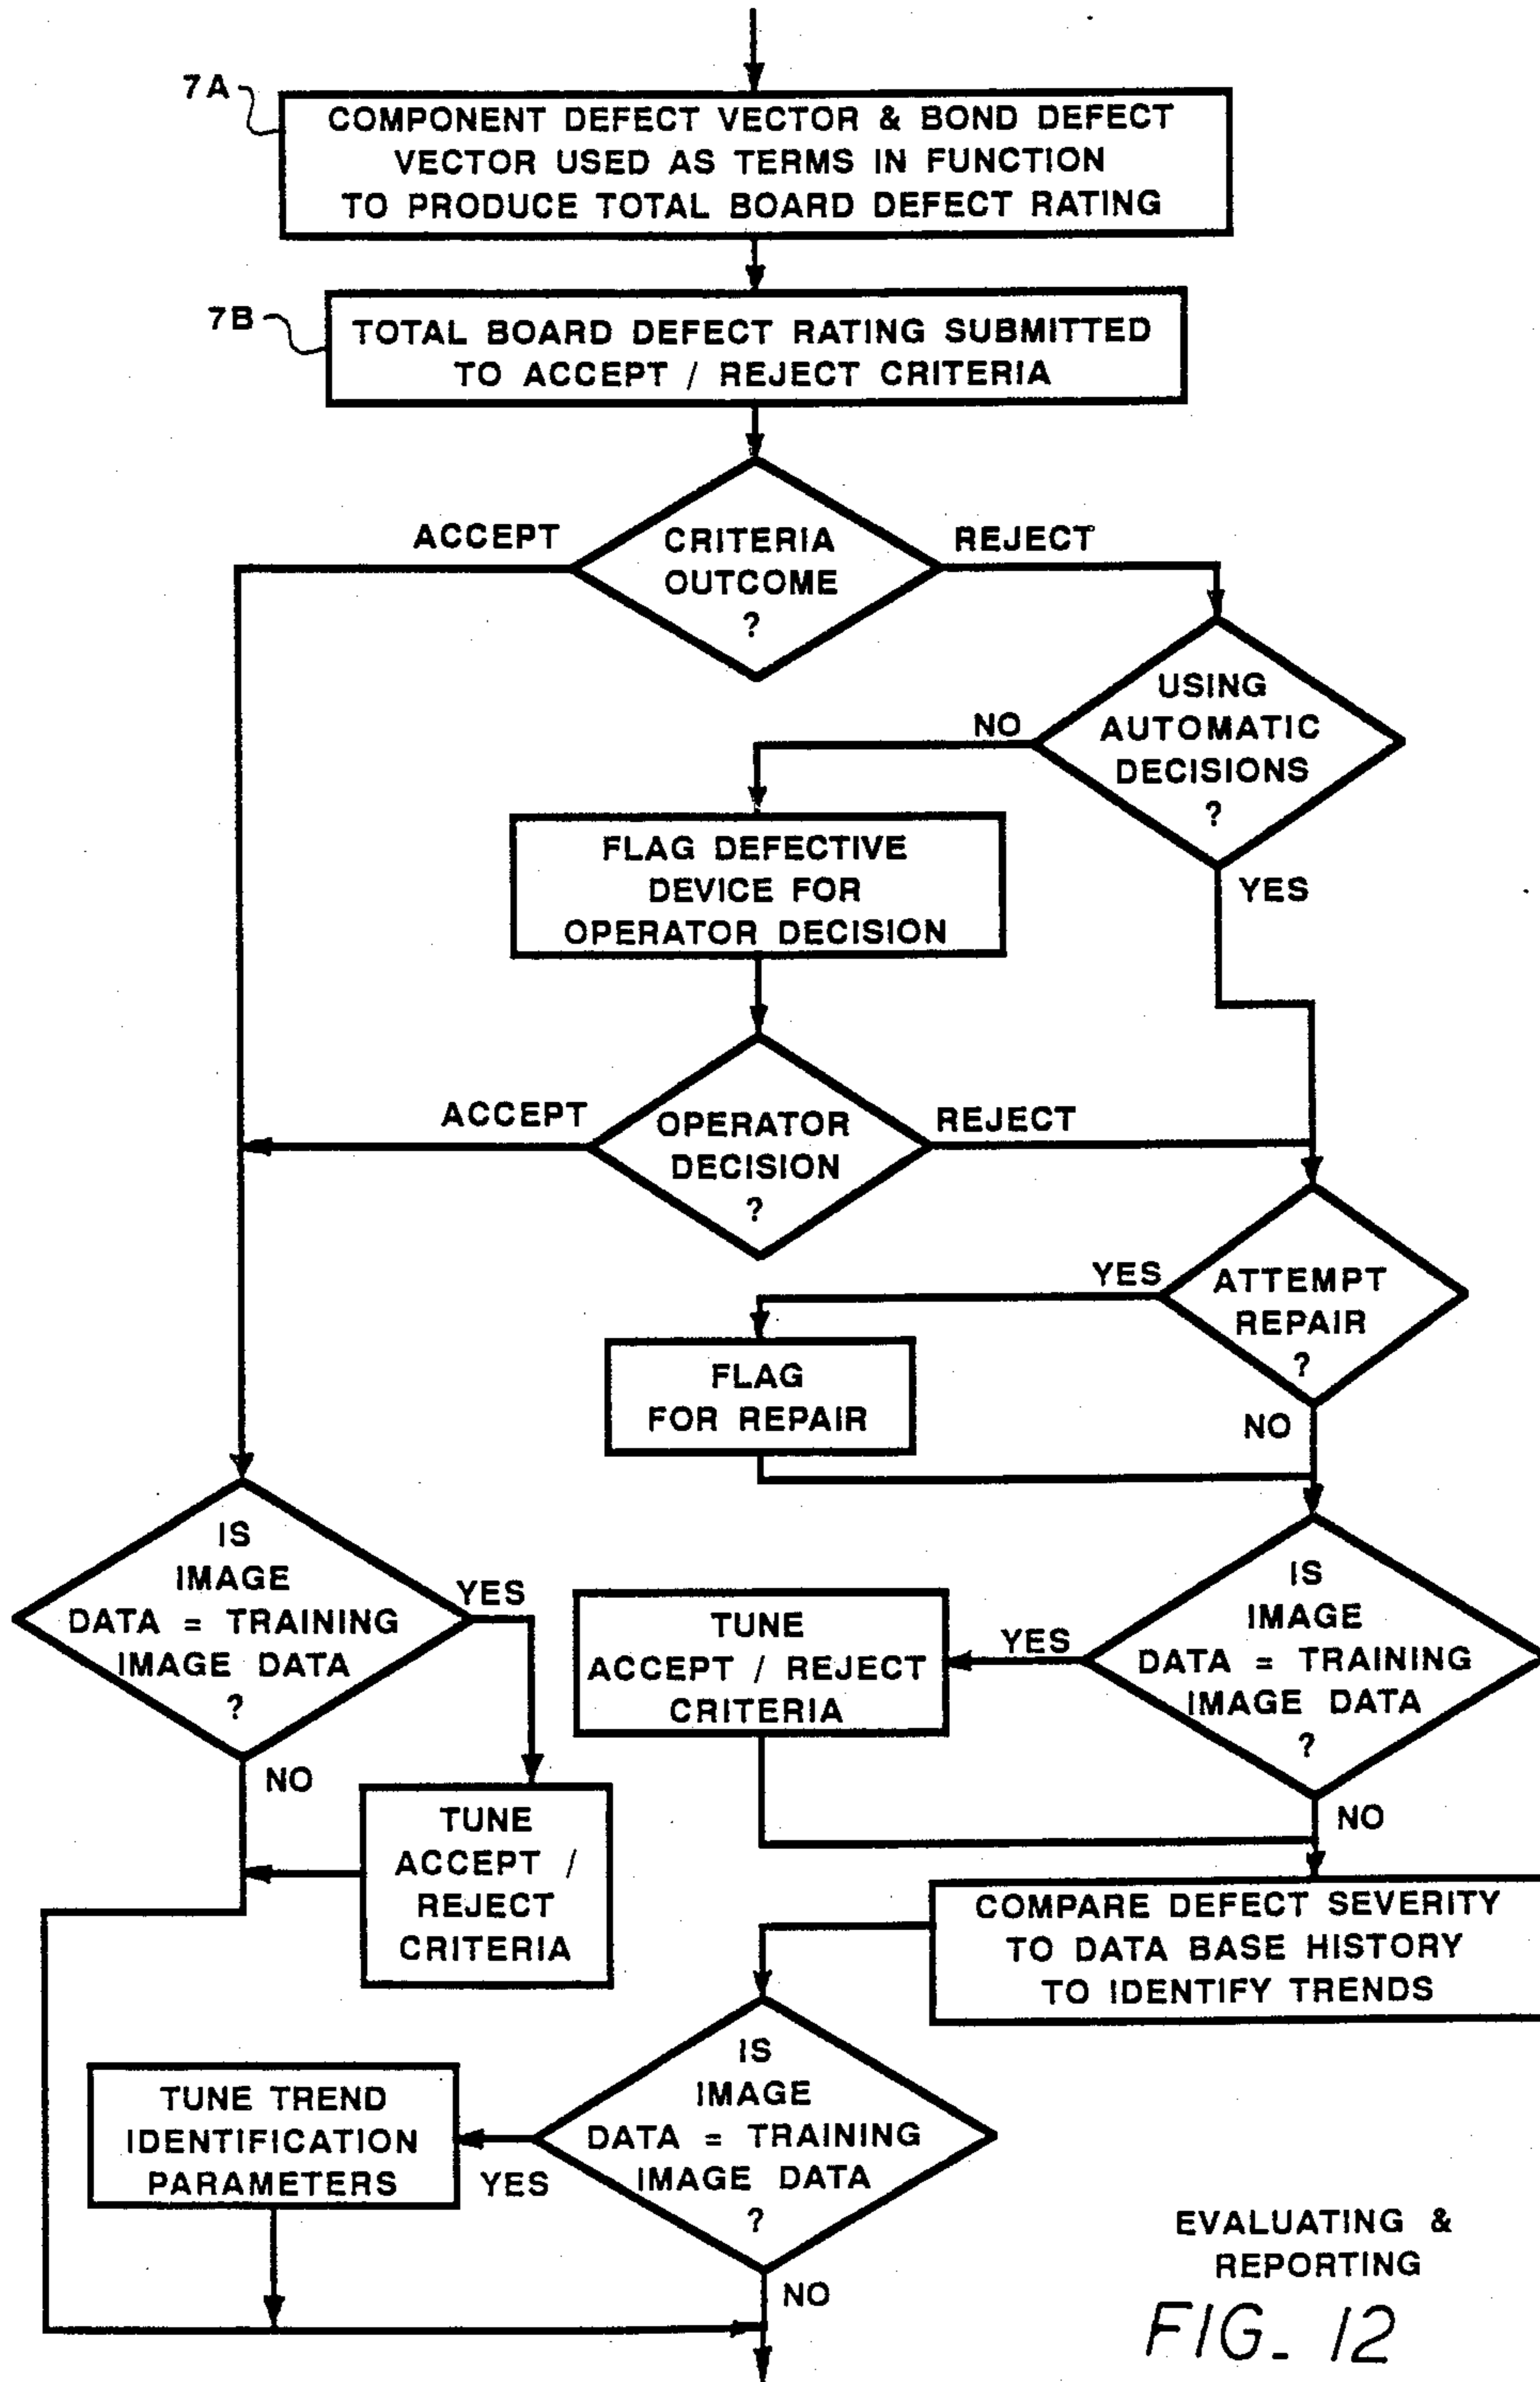 7A
COMPONENT DEFECT VECTOR & BOND DEFECT
VECTOR USED AS TERMS IN FUNCTION
TO PRODUCE TOTAL BOARD DEFECT RATING
7B
TOTAL BOARD DEFECT RATING SUBMITTED
TO ACCEPT / REJECT CRITERIA
ACCEPT
CRITERIA
OUTCOME
?
REJECT
USING
AUTOMATIC
DECISIONS
?
NO
YES
FLAG DEFECTIVE
DEVICE FOR
OPERATOR DECISION
ACCEPT
OPERATOR
DECISION
?
REJECT
YES
ATTEMPT
REPAIR
?
NO
FLAG
FOR REPAIR
IS
IMAGE
DATA = TRAINING
IMAGE DATA
?
YES
NO
TUNE
ACCEPT /
REJECT
CRITERIA
TUNE
ACCEPT / REJECT
CRITERIA
YES
IS
IMAGE
DATA = TRAINING
IMAGE DATA
?
NO
COMPARE DEFECT SEVERITY
TO DATA BASE HISTORY
TO IDENTIFY TRENDS
TUNE TREND
IDENTIFICATION
PARAMETERS
YES
IS
IMAGE
DATA = TRAINING
IMAGE DATA
?
NO
EVALUATING &
REPORTING
FIG_ 12